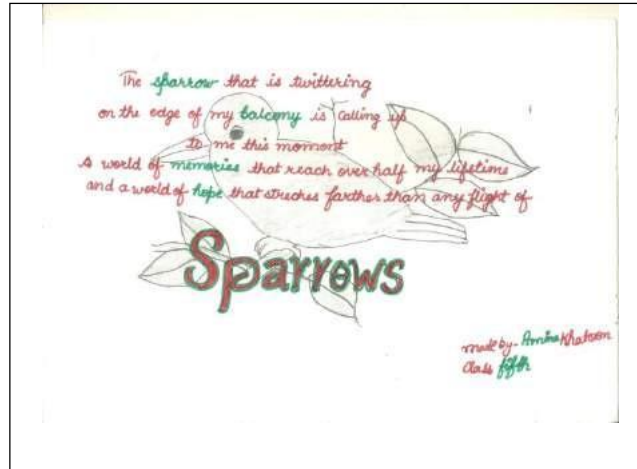 The sparrow that is twittering
on the edge of my balcony is calling up
to me this moment
A world of memories that reach over half my lifetime
and a world of hope that streches farther than any flight of
Sparrows
made by- Amina Khatoon
Class fifth